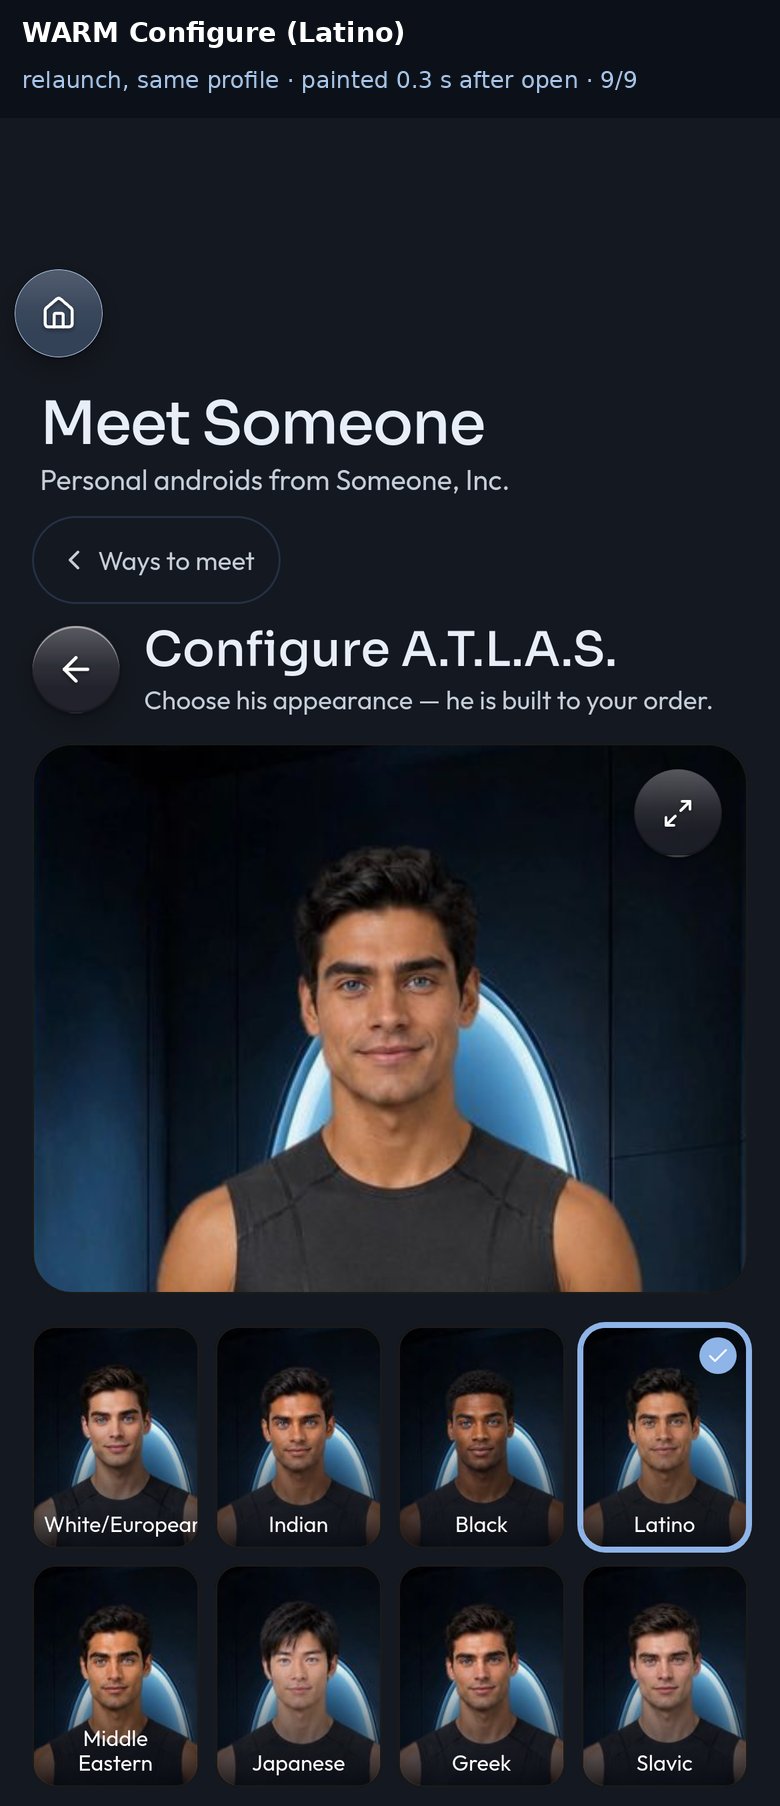 WARM Configure (Latino)
relaunch, same profile · painted 0.3 s after open · 9/9
Meet Someone
Personal androids from Someone, Inc.
Ways to meet
Configure A.T.L.A.S.
Choose his appearance — he is built to your order.
White/European
Indian
Black
Latino
Middle
Eastern
Japanese
Greek
Slavic